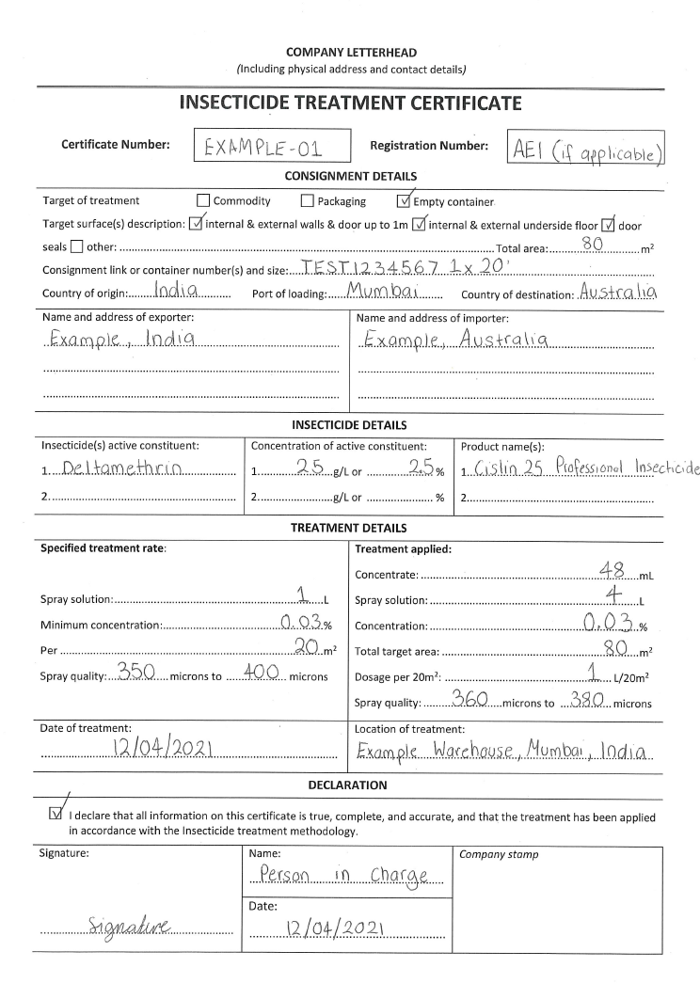 COMPANY LETTERHEAD
(Including physical address and contact details)
INSECTICIDE TREATMENT CERTIFICATE
Certificate Number: EXAMPLE-01 Registration Number: AEI (if applicable)
CONSIGNMENT DETAILS
Target of treatment Commodity Packaging Empty container
Target surface(s) description: internal & external walls & door up to 1m internal & external underside floor door
seals other: Total area: 80 m²
Consignment link or container number(s) and size: TEST1234567 1x 20'
Country of origin: India Port of loading: Mumbai Country of destination: Australia
Name and address of exporter:
Example, India
Name and address of importer:
Example, Australia
INSECTICIDE DETAILS
Insecticide(s) active constituent:
1. Deltamethrin
2.
Concentration of active constituent:
1. 25 g/L or 2.5 %
2. g/L or %
Product name(s):
1. Cislin 25 Professional Insecticide
2.
TREATMENT DETAILS
Specified treatment rate:
Spray solution: 1 L
Minimum concentration: 0.03 %
Per 20 m²
Spray quality: 350 microns to 400 microns
Treatment applied:
Concentrate: 48 mL
Spray solution: 4 L
Concentration: 0.03 %
Total target area: 80 m²
Dosage per 20m²: 1 L/20m²
Spray quality: 360 microns to 380 microns
Date of treatment:
12/04/2021
Location of treatment:
Example Warehouse, Mumbai, India
DECLARATION
I declare that all information on this certificate is true, complete, and accurate, and that the treatment has been applied
in accordance with the Insecticide treatment methodology.
Signature:
Signature
Name:
Person in Charge
Date:
12/04/2021
Company stamp